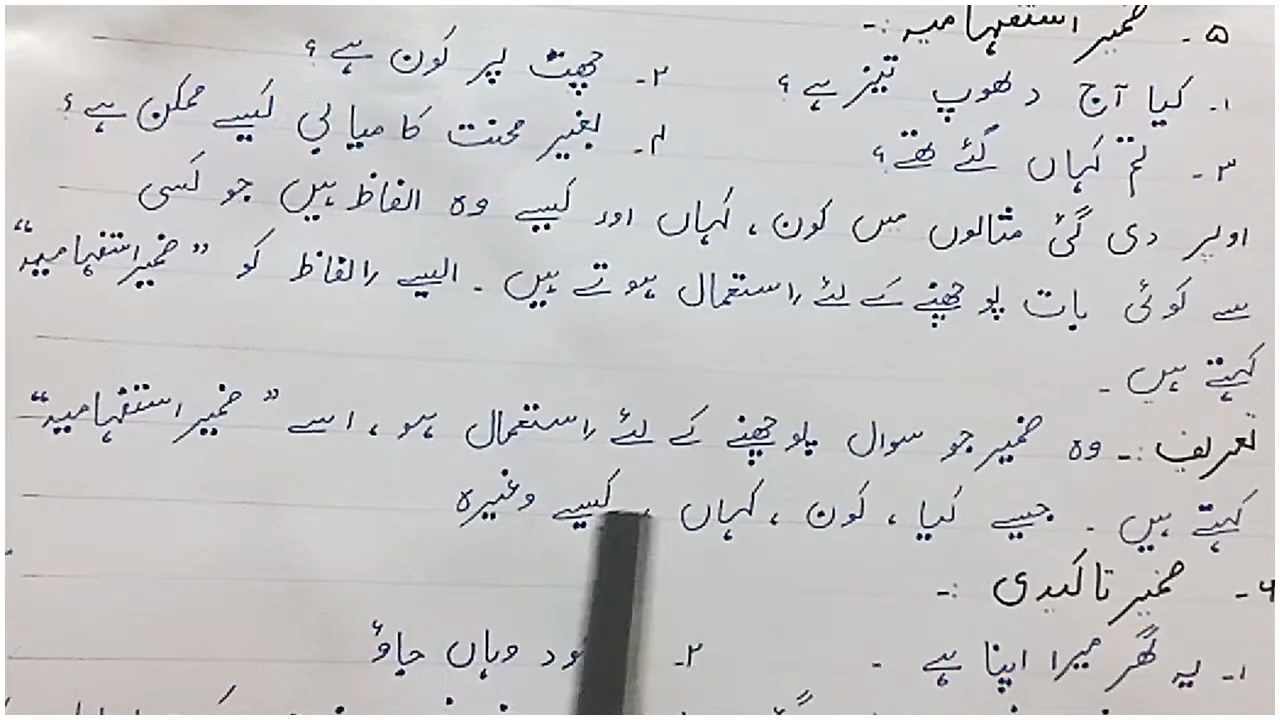 ۵۔ ضمیر استفہامیہ :۔
۱۔ کیا آج دھوپ تیز ہے؟ ۲۔ چھت پر کون ہے؟
۳۔ تم کہاں گئے تھے؟ ۴۔ بغیر محنت کامیابی کیسے ممکن ہے؟
اوپر دی گئی مثالوں میں کون، کہاں اور کیسے وہ الفاظ ہیں جو کسی
سے کوئی بات پوچھنے کے لئے استعمال ہوتے ہیں۔ ایسے الفاظ کو "ضمیر استفہامیہ"
کہتے ہیں۔
تعریف :۔ وہ ضمیر جو سوال پوچھنے کے لئے استعمال ہو، اسے "ضمیر استفہامیہ"
کہتے ہیں۔ جیسے کیا، کون، کہاں، کیسے وغیرہ
۶۔ ضمیر تاکیدی :۔
۱۔ یہ گھر میرا اپنا ہے ۔ ۲۔ وہاں جاؤ